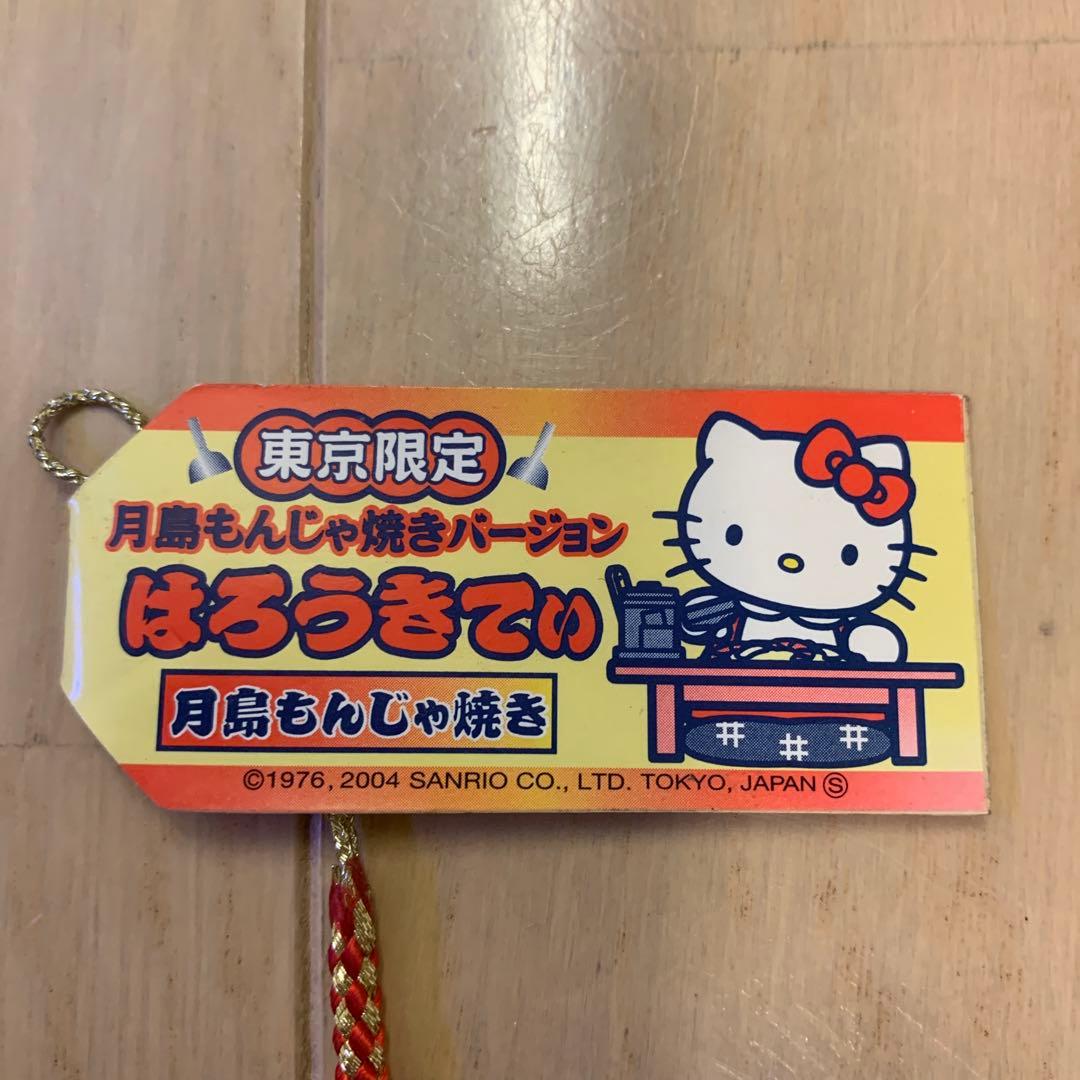 東京限定
月島もんじゃ焼きバージョン
はろうきてぃ
月島もんじゃ焼き
©1976, 2004 SANRIO CO., LTD. TOKYO, JAPAN Ⓢ